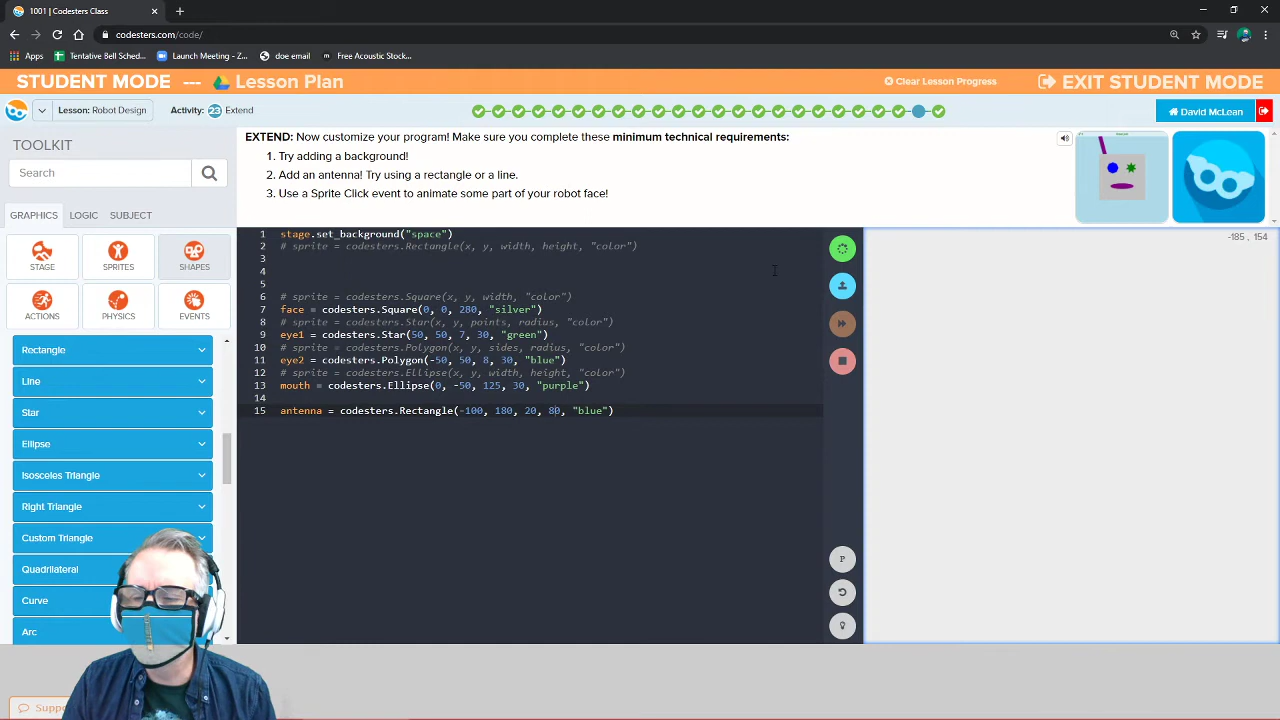 1001 | Codesters Class
codesters.com/code/
Apps
Tentative Bell Sched...
Launch Meeting - Z...
doe email
Free Acoustic Stock...
STUDENT MODE --- Lesson Plan
Clear Lesson Progress
EXIT STUDENT MODE
Lesson: Robot Design
Activity: 23 Extend
David McLean
TOOLKIT
Search
GRAPHICS
LOGIC
SUBJECT
STAGE
SPRITES
SHAPES
ACTIONS
PHYSICS
EVENTS
Rectangle
Line
Star
Ellipse
Isosceles Triangle
Right Triangle
Custom Triangle
Quadrilateral
Curve
Arc
EXTEND: Now customize your program! Make sure you complete these minimum technical requirements:
1. Try adding a background!
2. Add an antenna! Try using a rectangle or a line.
3. Use a Sprite Click event to animate some part of your robot face!
1 stage.set_background("space")
2 # sprite = codesters.Rectangle(x, y, width, height, "color")
3
4
5
6 # sprite = codesters.Square(x, y, width, "color")
7 face = codesters.Square(0, 0, 280, "silver")
8 # sprite = codesters.Star(x, y, points, radius, "color")
9 eye1 = codesters.Star(50, 50, 7, 30, "green")
10 # sprite = codesters.Polygon(x, y, sides, radius, "color")
11 eye2 = codesters.Polygon(-50, 50, 8, 30, "blue")
12 # sprite = codesters.Ellipse(x, y, width, height, "color")
13 mouth = codesters.Ellipse(0, -50, 125, 30, "purple")
14
15 antenna = codesters.Rectangle(-100, 180, 20, 80, "blue")
P
-185 , 154